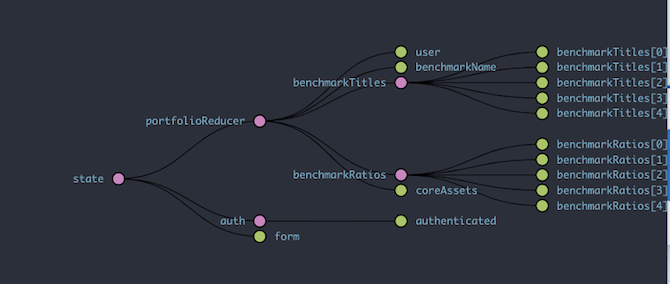 user
benchmarkName
benchmarkTitles
benchmarkTitles[0]
benchmarkTitles[1]
benchmarkTitles[2]
benchmarkTitles[3]
benchmarkTitles[4]
portfolioReducer
benchmarkRatios
benchmarkRatios[0]
benchmarkRatios[1]
benchmarkRatios[2]
benchmarkRatios[3]
benchmarkRatios[4]
coreAssets
state
auth
authenticated
form